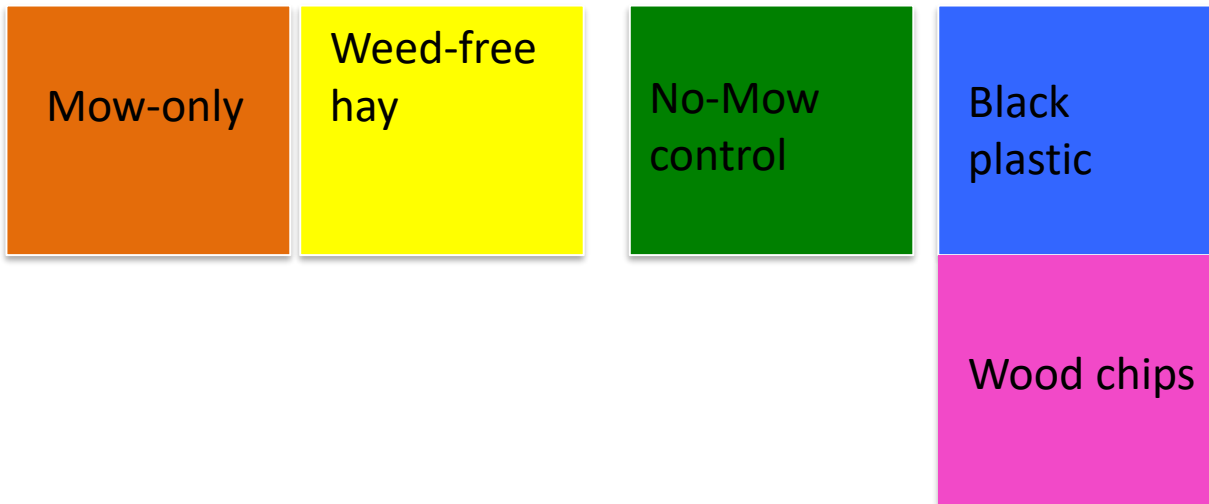 Mow-only
Weed-free
hay
No-Mow
control
Black
plastic
Wood chips